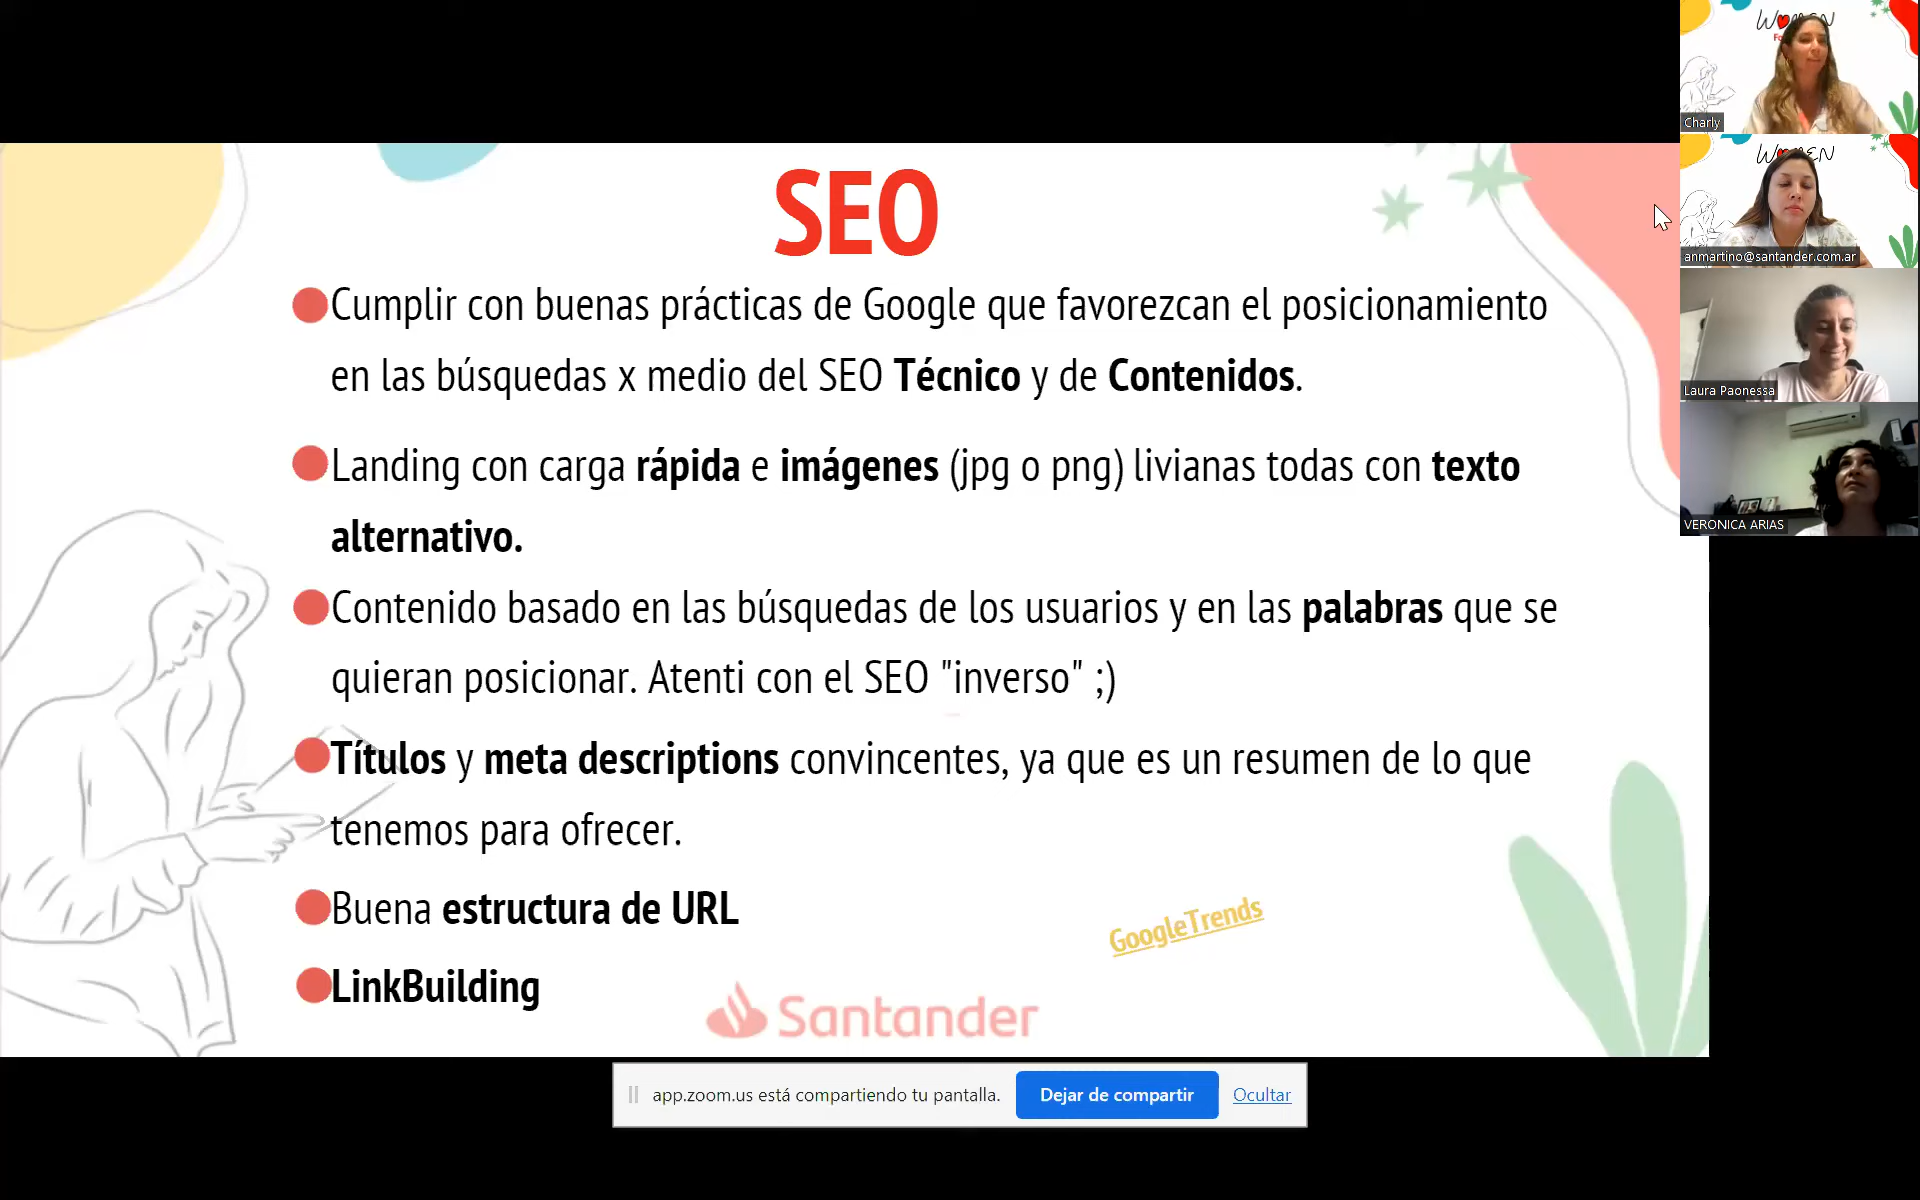 SEO
Cumplir con buenas prácticas de Google que favorezcan el posicionamiento
en las búsquedas x medio del SEO Técnico y de Contenidos.
Landing con carga rápida e imágenes (jpg o png) livianas todas con texto
alternativo.
Contenido basado en las búsquedas de los usuarios y en las palabras que se
quieran posicionar. Atenti con el SEO "inverso" ;)
Títulos y meta descriptions convincentes, ya que es un resumen de lo que
tenemos para ofrecer.
Buena estructura de URL
GoogleTrends
LinkBuilding
Santander
app.zoom.us está compartiendo tu pantalla.
Dejar de compartir
Ocultar
Charly
anmartino@santander.com.ar
Laura Paonessa
VERONICA ARIAS